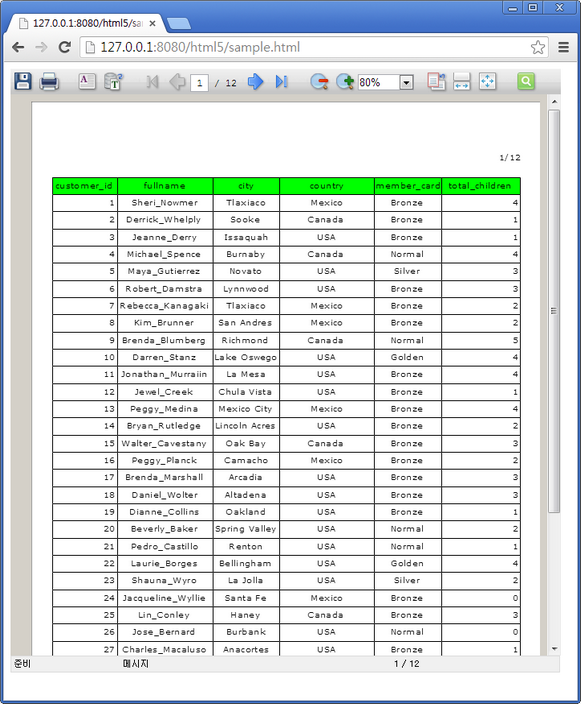 127.0.0.1:8080/html5/sa
127.0.0.1:8080/html5/sample.html
1 / 12 80%
1/12
customer_id fullname city country member_card total_children
1 Sheri_Nowmer Tlaxiaco Mexico Bronze 4
2 Derrick_Whelply Sooke Canada Bronze 1
3 Jeanne_Derry Issaquah USA Bronze 1
4 Michael_Spence Burnaby Canada Normal 4
5 Maya_Gutierrez Novato USA Silver 3
6 Robert_Damstra Lynnwood USA Bronze 3
7 Rebecca_Kanagaki Tlaxiaco Mexico Bronze 2
8 Kim_Brunner San Andres Mexico Bronze 2
9 Brenda_Blumberg Richmond Canada Normal 5
10 Darren_Stanz Lake Oswego USA Golden 4
11 Jonathan_Murraiin La Mesa USA Bronze 4
12 Jewel_Creek Chula Vista USA Bronze 1
13 Peggy_Medina Mexico City Mexico Bronze 4
14 Bryan_Rutledge Lincoln Acres USA Bronze 2
15 Walter_Cavestany Oak Bay Canada Bronze 3
16 Peggy_Planck Camacho Mexico Bronze 2
17 Brenda_Marshall Arcadia USA Bronze 3
18 Daniel_Wolter Altadena USA Bronze 3
19 Dianne_Collins Oakland USA Bronze 1
20 Beverly_Baker Spring Valley USA Normal 2
21 Pedro_Castillo Renton USA Normal 1
22 Laurie_Borges Bellingham USA Golden 4
23 Shauna_Wyro La Jolla USA Silver 2
24 Jacqueline_Wyllie Santa Fe Mexico Bronze 0
25 Lin_Conley Haney Canada Bronze 3
26 Jose_Bernard Burbank USA Normal 0
27 Charles_Macaluso Anacortes USA Bronze 1
준비 메시지 1 / 12